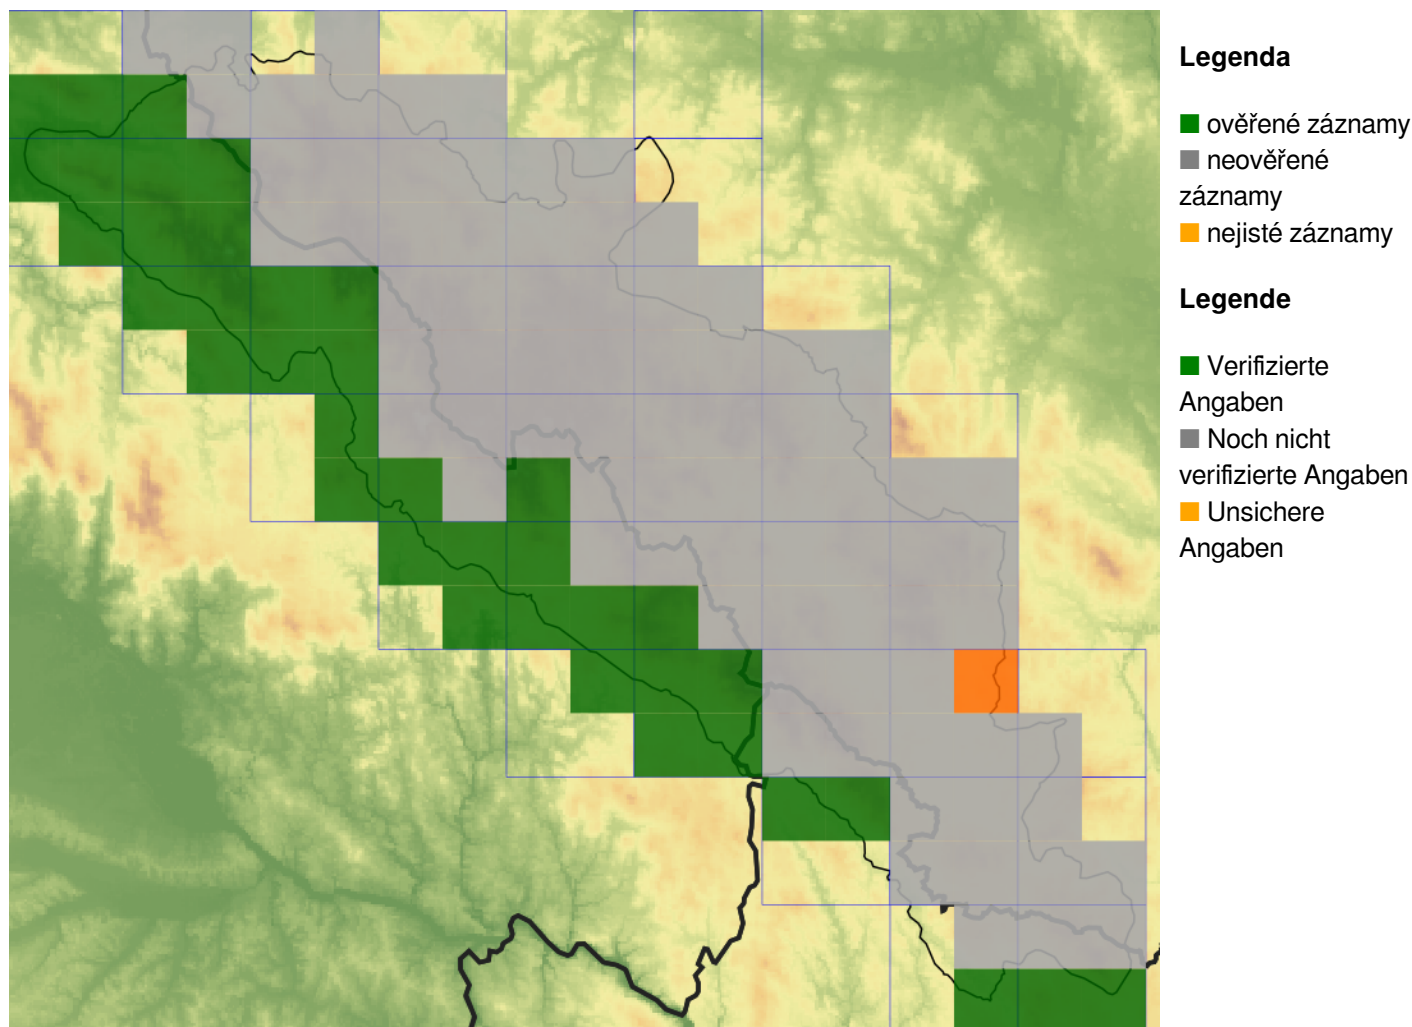 Legenda
ověřené záznamy
neověřené
záznamy
nejisté záznamy
Legende
Verifizierte
Angaben
Noch nicht
verifizierte Angaben
Unsichere
Angaben